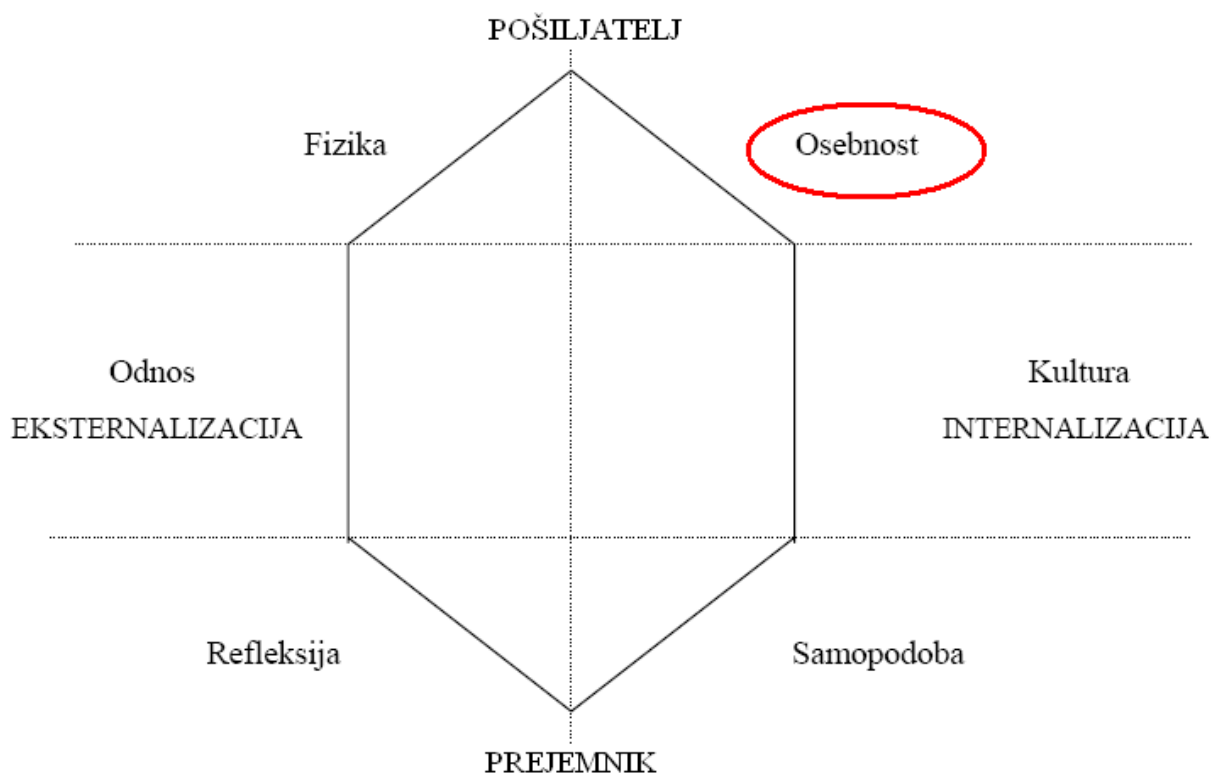 POŠILJATELJ
Fizika
Osebnost
Odnos
EKSTERNALIZACIJA
Kultura
INTERNALIZACIJA
Refleksija
Samopodoba
PREJEMNIK